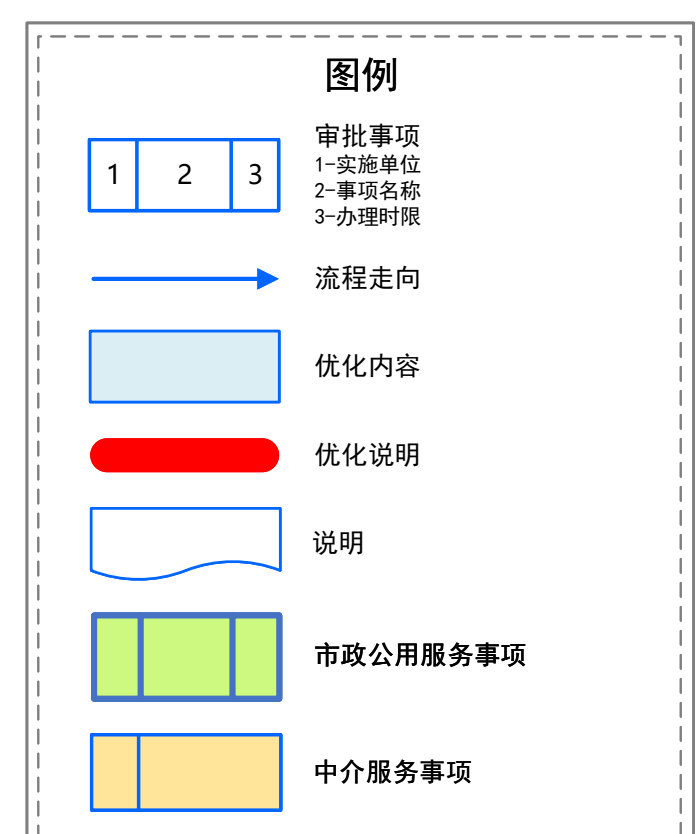 图例
审批事项
1 2 3
1-实施单位
2-事项名称
3-办理时限
流程走向
优化内容
优化说明
说明
市政公用服务事项
中介服务事项